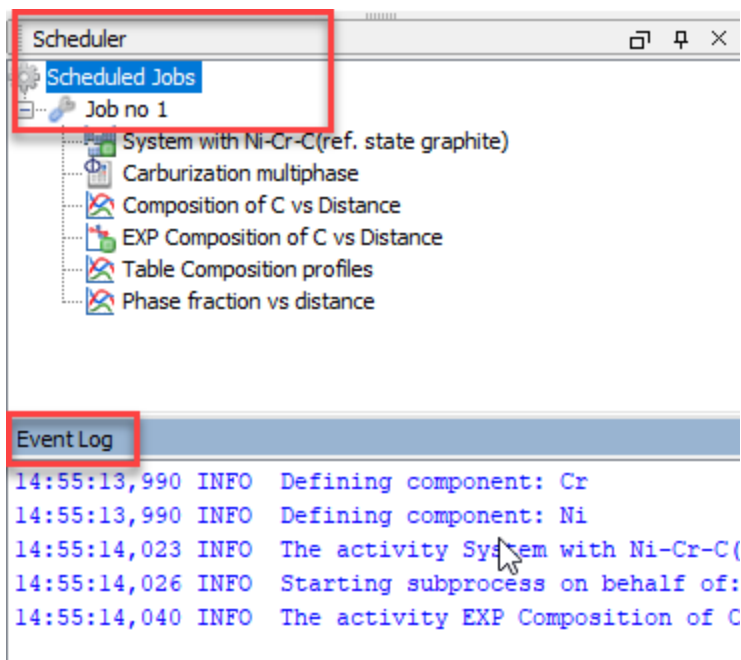 Scheduler
Scheduled Jobs
Job no 1
System with Ni-Cr-C(ref. state graphite)
Carburization multiphase
Composition of C vs Distance
EXP Composition of C vs Distance
Table Composition profiles
Phase fraction vs distance
Event Log
14:55:13,990 INFO Defining component: Cr
14:55:13,990 INFO Defining component: Ni
14:55:14,023 INFO The activity System with Ni-Cr-C(
14:55:14,026 INFO Starting subprocess on behalf of:
14:55:14,040 INFO The activity EXP Composition of C